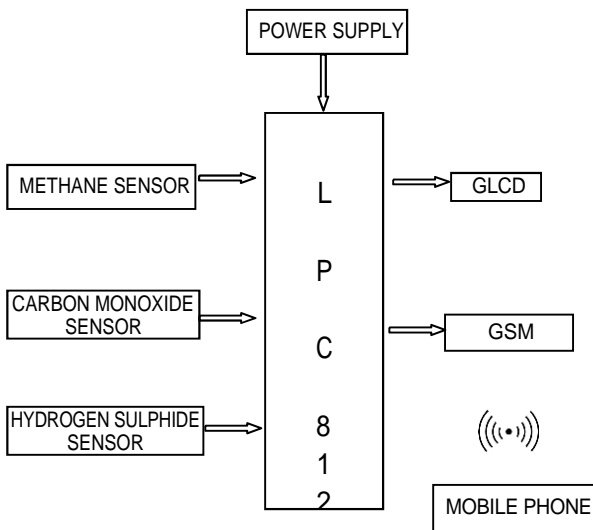 POWER SUPPLY
METHANE SENSOR
CARBON MONOXIDE
SENSOR
HYDROGEN SULPHIDE
SENSOR
L
P
C
8
1
2
GLCD
GSM
MOBILE PHONE